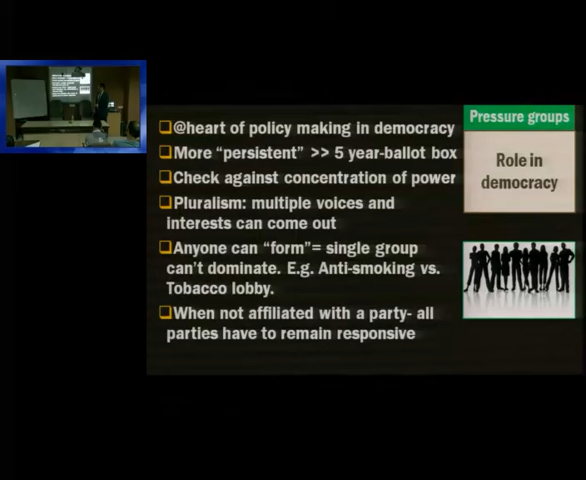 ❑@heart of policy making in democracy
❑More “persistent” >> 5 year-ballot box
❑Check against concentration of power
❑Pluralism: multiple voices and
interests can come out
❑Anyone can “form”= single group
can’t dominate. E.g. Anti-smoking vs.
Tobacco lobby.
❑When not affiliated with a party- all
parties have to remain responsive
Pressure groups
Role in
democracy